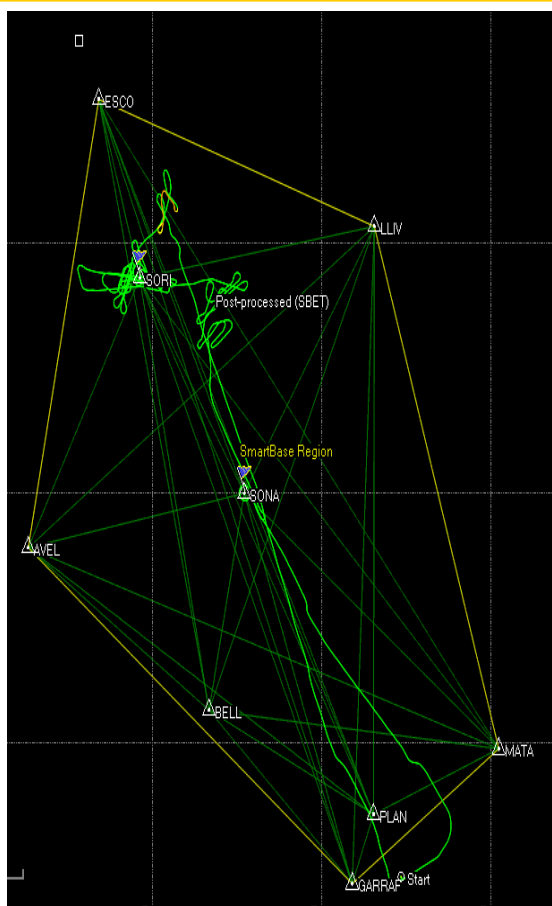 ESCO
LLIV
SORI
Post-processed (SBET)
SmartBase Region
SONA
AVEL
BELL
MATA
PLAN
GARRAF
Start